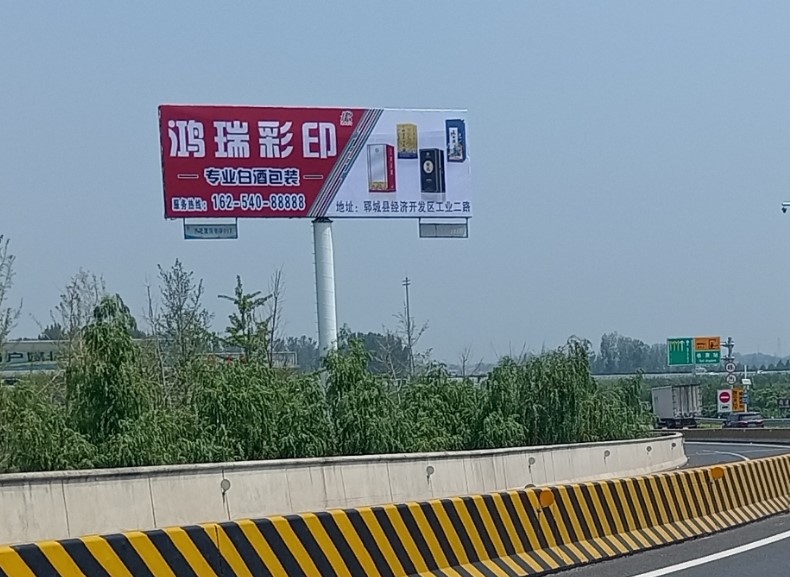 鸿瑞彩印
专业白酒包装
服务热线：162-540-88888
地址：郓城县经济开发区工业二路